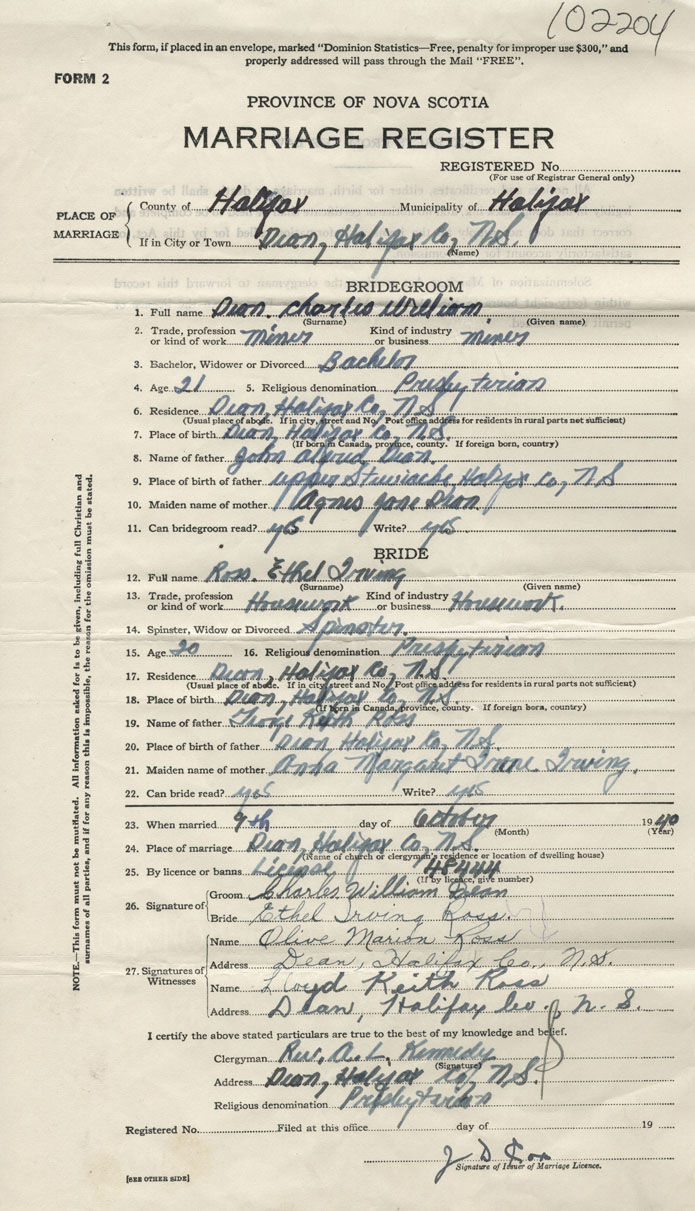 102204
This form, if placed in an envelope, marked "Dominion Statistics—Free, penalty for improper use $300," and
properly addressed will pass through the Mail "FREE".
FORM 2
PROVINCE OF NOVA SCOTIA
MARRIAGE REGISTER
REGISTERED No.
(For use of Registrar General only)
PLACE OF MARRIAGE
County of Halifax Municipality of Halifax
If in City or Town Dean, Halifax Co, N.S.
(Name)
BRIDEGROOM
1. Full name Dean. Charles William
(Surname) (Given name)
2. Trade, profession or kind of work Miner Kind of industry or business Miner
3. Bachelor, Widower or Divorced Bachelor
4. Age 21 5. Religious denomination Presbyterian
6. Residence Dean, Halifax Co, N.S.
(Usual place of abode. If in city, street and No. Post office address for residents in rural parts not sufficient)
7. Place of birth Dean, Halifax Co, N.S.
(If born in Canada, province, county. If foreign born, country)
8. Name of father John Alfred Dean.
9. Place of birth of father Upper Stewiacke Halifax Co, N S
10. Maiden name of mother Agnes Jane Dean
11. Can bridegroom read? yes Write? yes
BRIDE
12. Full name Ross. Ethel Irving
(Surname) (Given name)
13. Trade, profession or kind of work Housework Kind of industry or business Housework.
14. Spinster, Widow or Divorced Spinster.
15. Age 20 16. Religious denomination Presbyterian
17. Residence Dean, Halifax Co, N.S.
(Usual place of abode. If in city, street and No. Post office address for residents in rural parts not sufficient)
18. Place of birth Dean, Halifax Co, N.S.
(If born in Canada, province, county. If foreign born, country)
19. Name of father George Keith Ross
20. Place of birth of father Dean, Halifax Co, N.S.
21. Maiden name of mother Anna Margaret Irene Irving.
22. Can bride read? yes Write? yes
23. When married 9th day of October 1940
(Month) (Year)
24. Place of marriage Dean, Halifax Co, N.S.
(Name of church or clergyman's residence or location of dwelling house)
25. By licence or banns License 48444
(If by licence, give number)
26. Signature of
Groom Charles William Dean
Bride Ethel Irving Ross.
27. Signatures of Witnesses
Name Olive Marion Ross
Address Dean, Halifax Co., N.S.
Name Lloyd Keith Ross
Address Dean, Halifax Co., N. S.
I certify the above stated particulars are true to the best of my knowledge and belief.
Clergyman Rev. A. L. Kennedy
(Signature)
Address Dean, Halifax Co, N.S.
Religious denomination Presbyterian
Registered No. Filed at this office day of 19
J D Fox
Signature of Issuer of Marriage Licence.
[SEE OTHER SIDE]
NOTE.—This form must not be mutilated. All information asked for is to be given, including full Christian and
surnames of all parties, and if for any reason this is impossible, the reason for the omission must be stated.